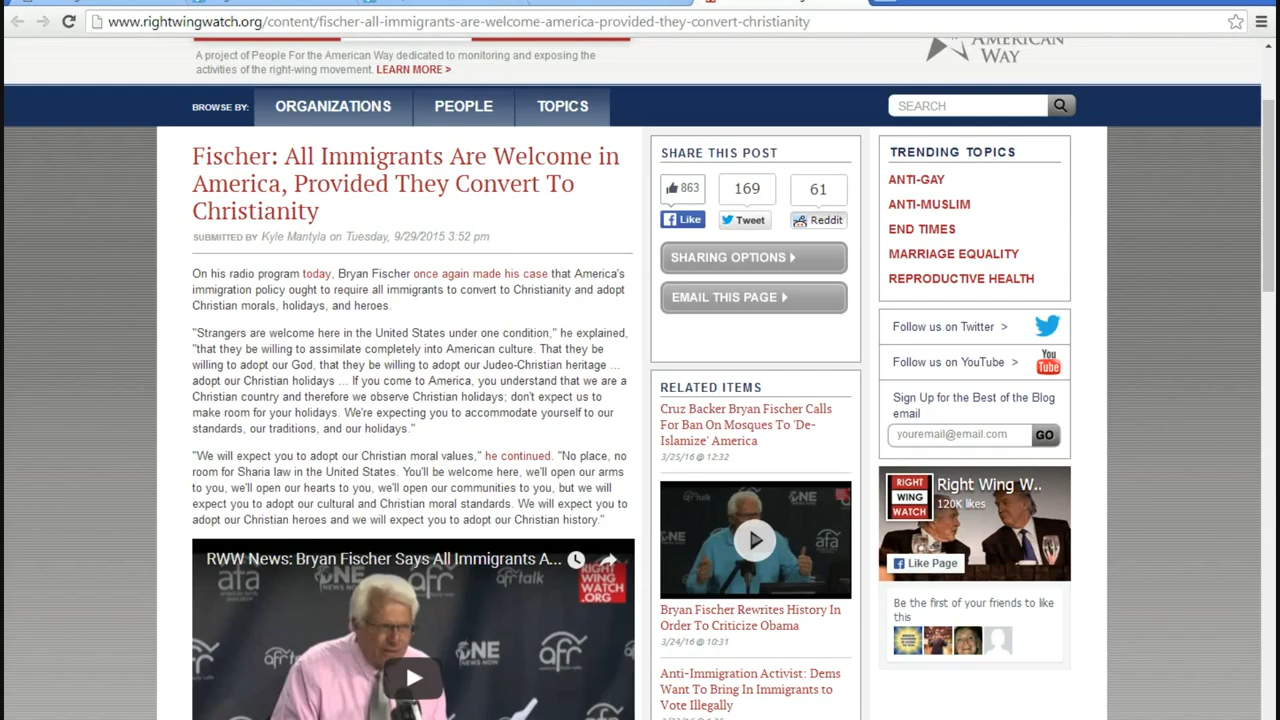 www.rightwingwatch.org/content/fischer-all-immigrants-are-welcome-america-provided-they-convert-christianity
A project of People For the American Way dedicated to monitoring and exposing the
activities of the right-wing movement. LEARN MORE >
AMERICAN
WAY
BROWSE BY: ORGANIZATIONS PEOPLE TOPICS
SEARCH
Fischer: All Immigrants Are Welcome in
America, Provided They Convert To
Christianity
SUBMITTED BY Kyle Mantyla on Tuesday, 9/29/2015 3:52 pm
On his radio program today, Bryan Fischer once again made his case that America's
immigration policy ought to require all immigrants to convert to Christianity and adopt
Christian morals, holidays, and heroes.
"Strangers are welcome here in the United States under one condition," he explained,
"that they be willing to assimilate completely into American culture. That they be
willing to adopt our God, that they be willing to adopt our Judeo-Christian heritage ...
adopt our Christian holidays ... If you come to America, you understand that we are a
Christian country and therefore we observe Christian holidays; don't expect us to
make room for your holidays. We're expecting you to accommodate yourself to our
standards, our traditions, and our holidays."
"We will expect you to adopt our Christian moral values," he continued. "No place, no
room for Sharia law in the United States. You'll be welcome here, we'll open our arms
to you, we'll open our hearts to you, we'll open our communities to you, but we will
expect you to adopt our cultural and Christian moral standards. We will expect you to
adopt our Christian heroes and we will expect you to adopt our Christian history."
RWW News: Bryan Fischer Says All Immigrants A...
RIGHT
WING
WATCH
.ORG
afa
ONE
NEWS NOW
afr
afrtalk
afr
ONE
NEWS NOW
afr
SHARE THIS POST
863 169 61
Like Tweet Reddit
SHARING OPTIONS
EMAIL THIS PAGE
RELATED ITEMS
Cruz Backer Bryan Fischer Calls
For Ban On Mosques To 'De-
Islamize' America
3/25/16 @ 12:32
afrtalk
ONE
afa
Bryan Fischer Rewrites History In
Order To Criticize Obama
3/24/16 @ 10:31
Anti-Immigration Activist: Dems
Want To Bring In Immigrants to
Vote Illegally
TRENDING TOPICS
ANTI-GAY
ANTI-MUSLIM
END TIMES
MARRIAGE EQUALITY
REPRODUCTIVE HEALTH
Follow us on Twitter >
Follow us on YouTube >
You
Tube
Sign Up for the Best of the Blog
email
youremail@email.com GO
RIGHT
WING
WATCH
Right Wing W..
120K likes
Like Page
Be the first of your friends to like
this